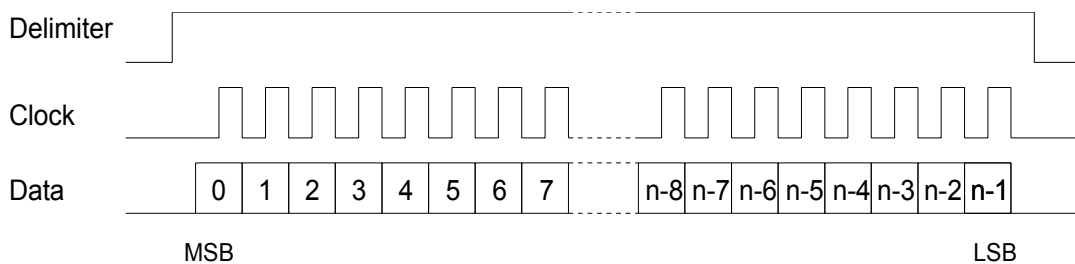 Delimiter
Clock
Data 0 1 2 3 4 5 6 7 n-8 n-7 n-6 n-5 n-4 n-3 n-2 n-1
MSB LSB